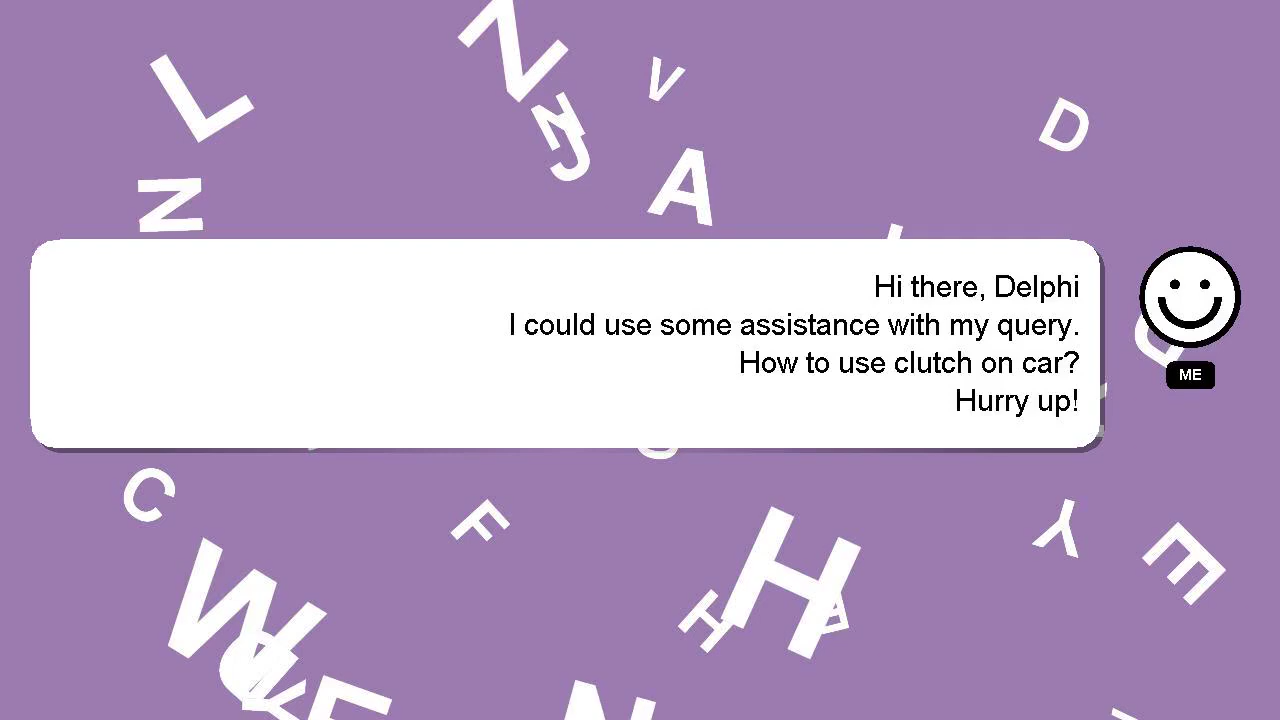 L
N
V
N
J
D
A
N
Hi there, Delphi
I could use some assistance with my query.
How to use clutch on car?
Hurry up!
ME
C
F
Y
E
W
H
H
N